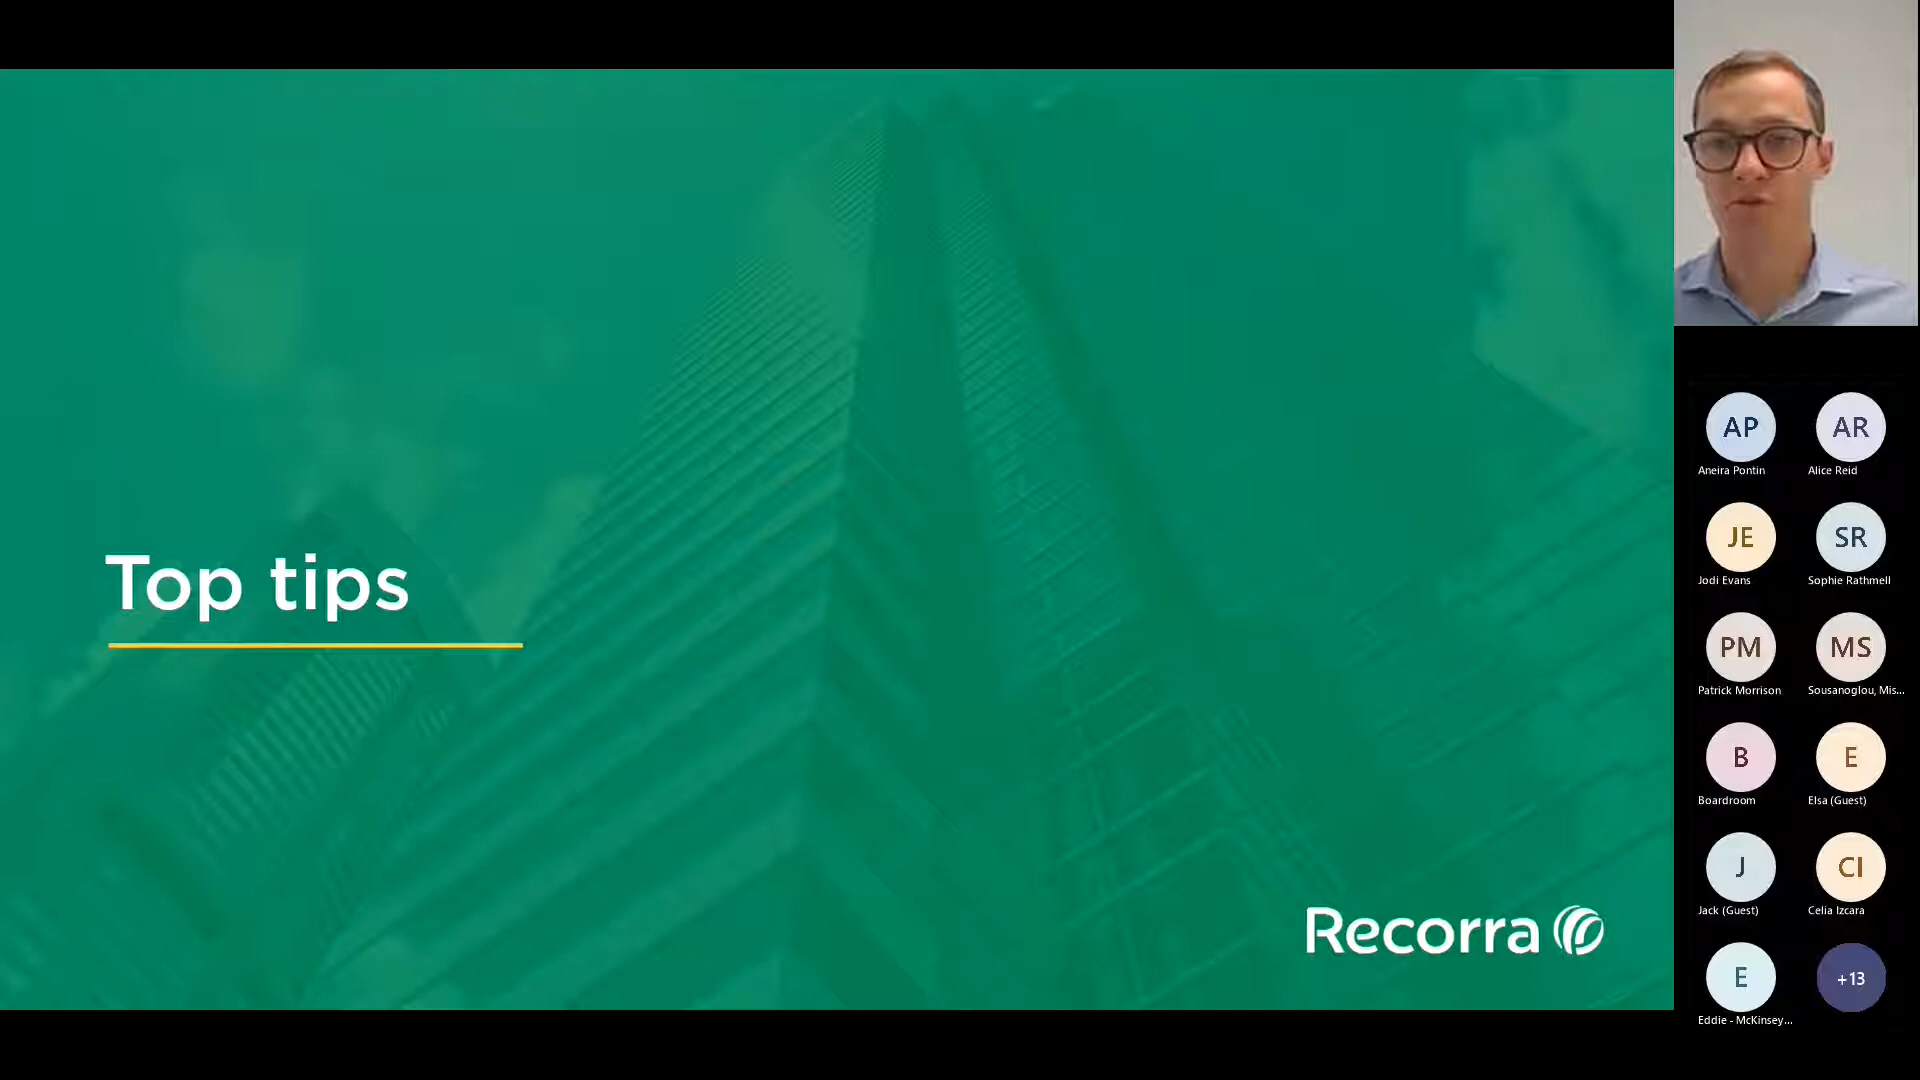 Top tips
Recorra
AP
AR
Aneira Pontin
Alice Reid
JE
SR
Jodi Evans
Sophie Rathmell
PM
MS
Patrick Morrison
Sousanoglou, Mis...
B
E
Boardroom
Elsa (Guest)
J
CI
Jack (Guest)
Celia Izcara
E
+13
Eddie - McKinsey...